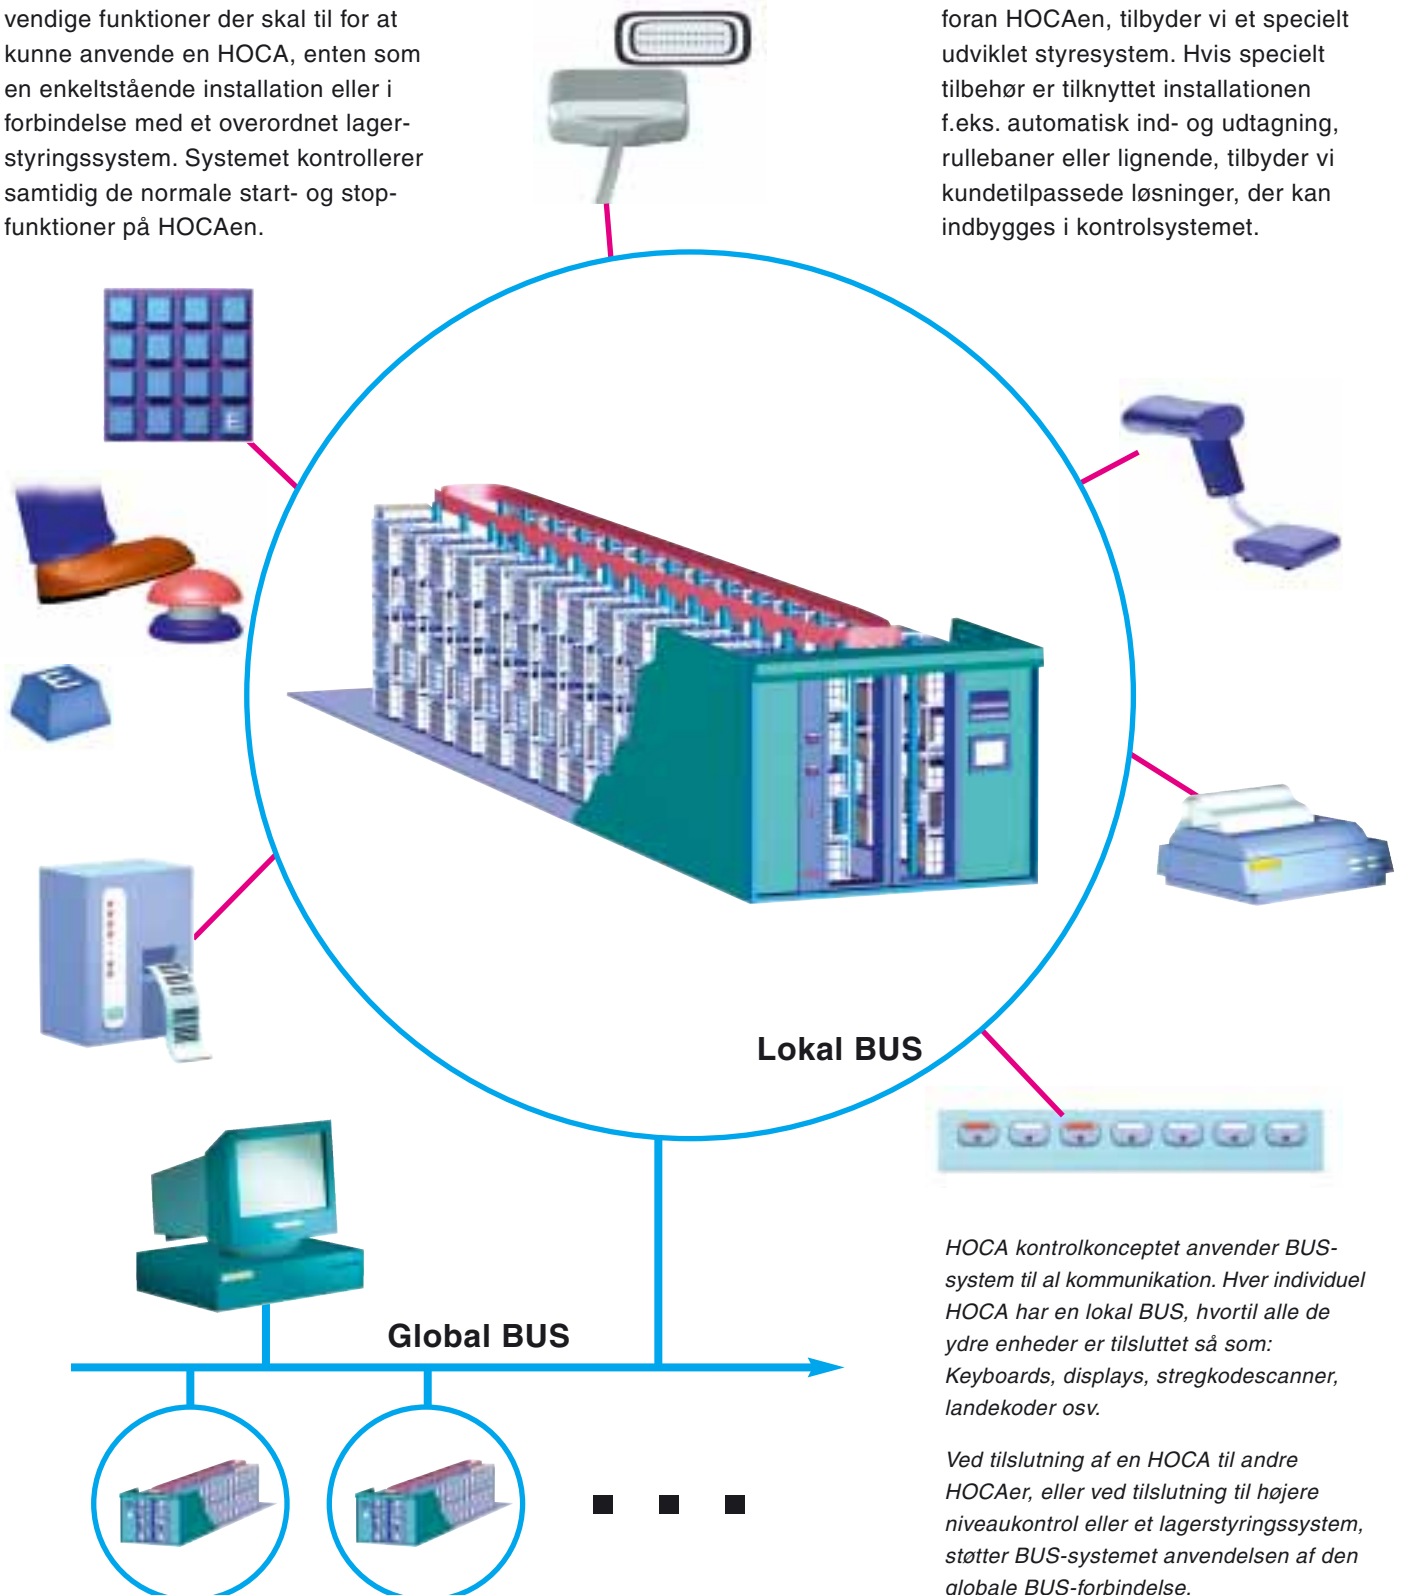 vendige funktioner der skal til for at
kunne anvende en HOCA, enten som
en enkeltstående installation eller i
forbindelse med et overordnet lager-
styringssystem. Systemet kontrollerer
samtidig de normale start- og stop-
funktioner på HOCAen.
foran HOCAen, tilbyder vi et specielt
udviklet styresystem. Hvis specielt
tilbehør er tilknyttet installationen
f.eks. automatisk ind- og udtagning,
rullebaner eller lignende, tilbyder vi
kundetilpassede løsninger, der kan
indbygges i kontrolsystemet.
E
E
Lokal BUS
Global BUS
HOCA kontrolkonceptet anvender BUS-
system til al kommunikation. Hver individuel
HOCA har en lokal BUS, hvortil alle de
ydre enheder er tilsluttet så som:
Keyboards, displays, stregkodescanner,
landekoder osv.
Ved tilslutning af en HOCA til andre
HOCAer, eller ved tilslutning til højere
niveaukontrol eller et lagerstyringssystem,
støtter BUS-systemet anvendelsen af den
globale BUS-forbindelse.